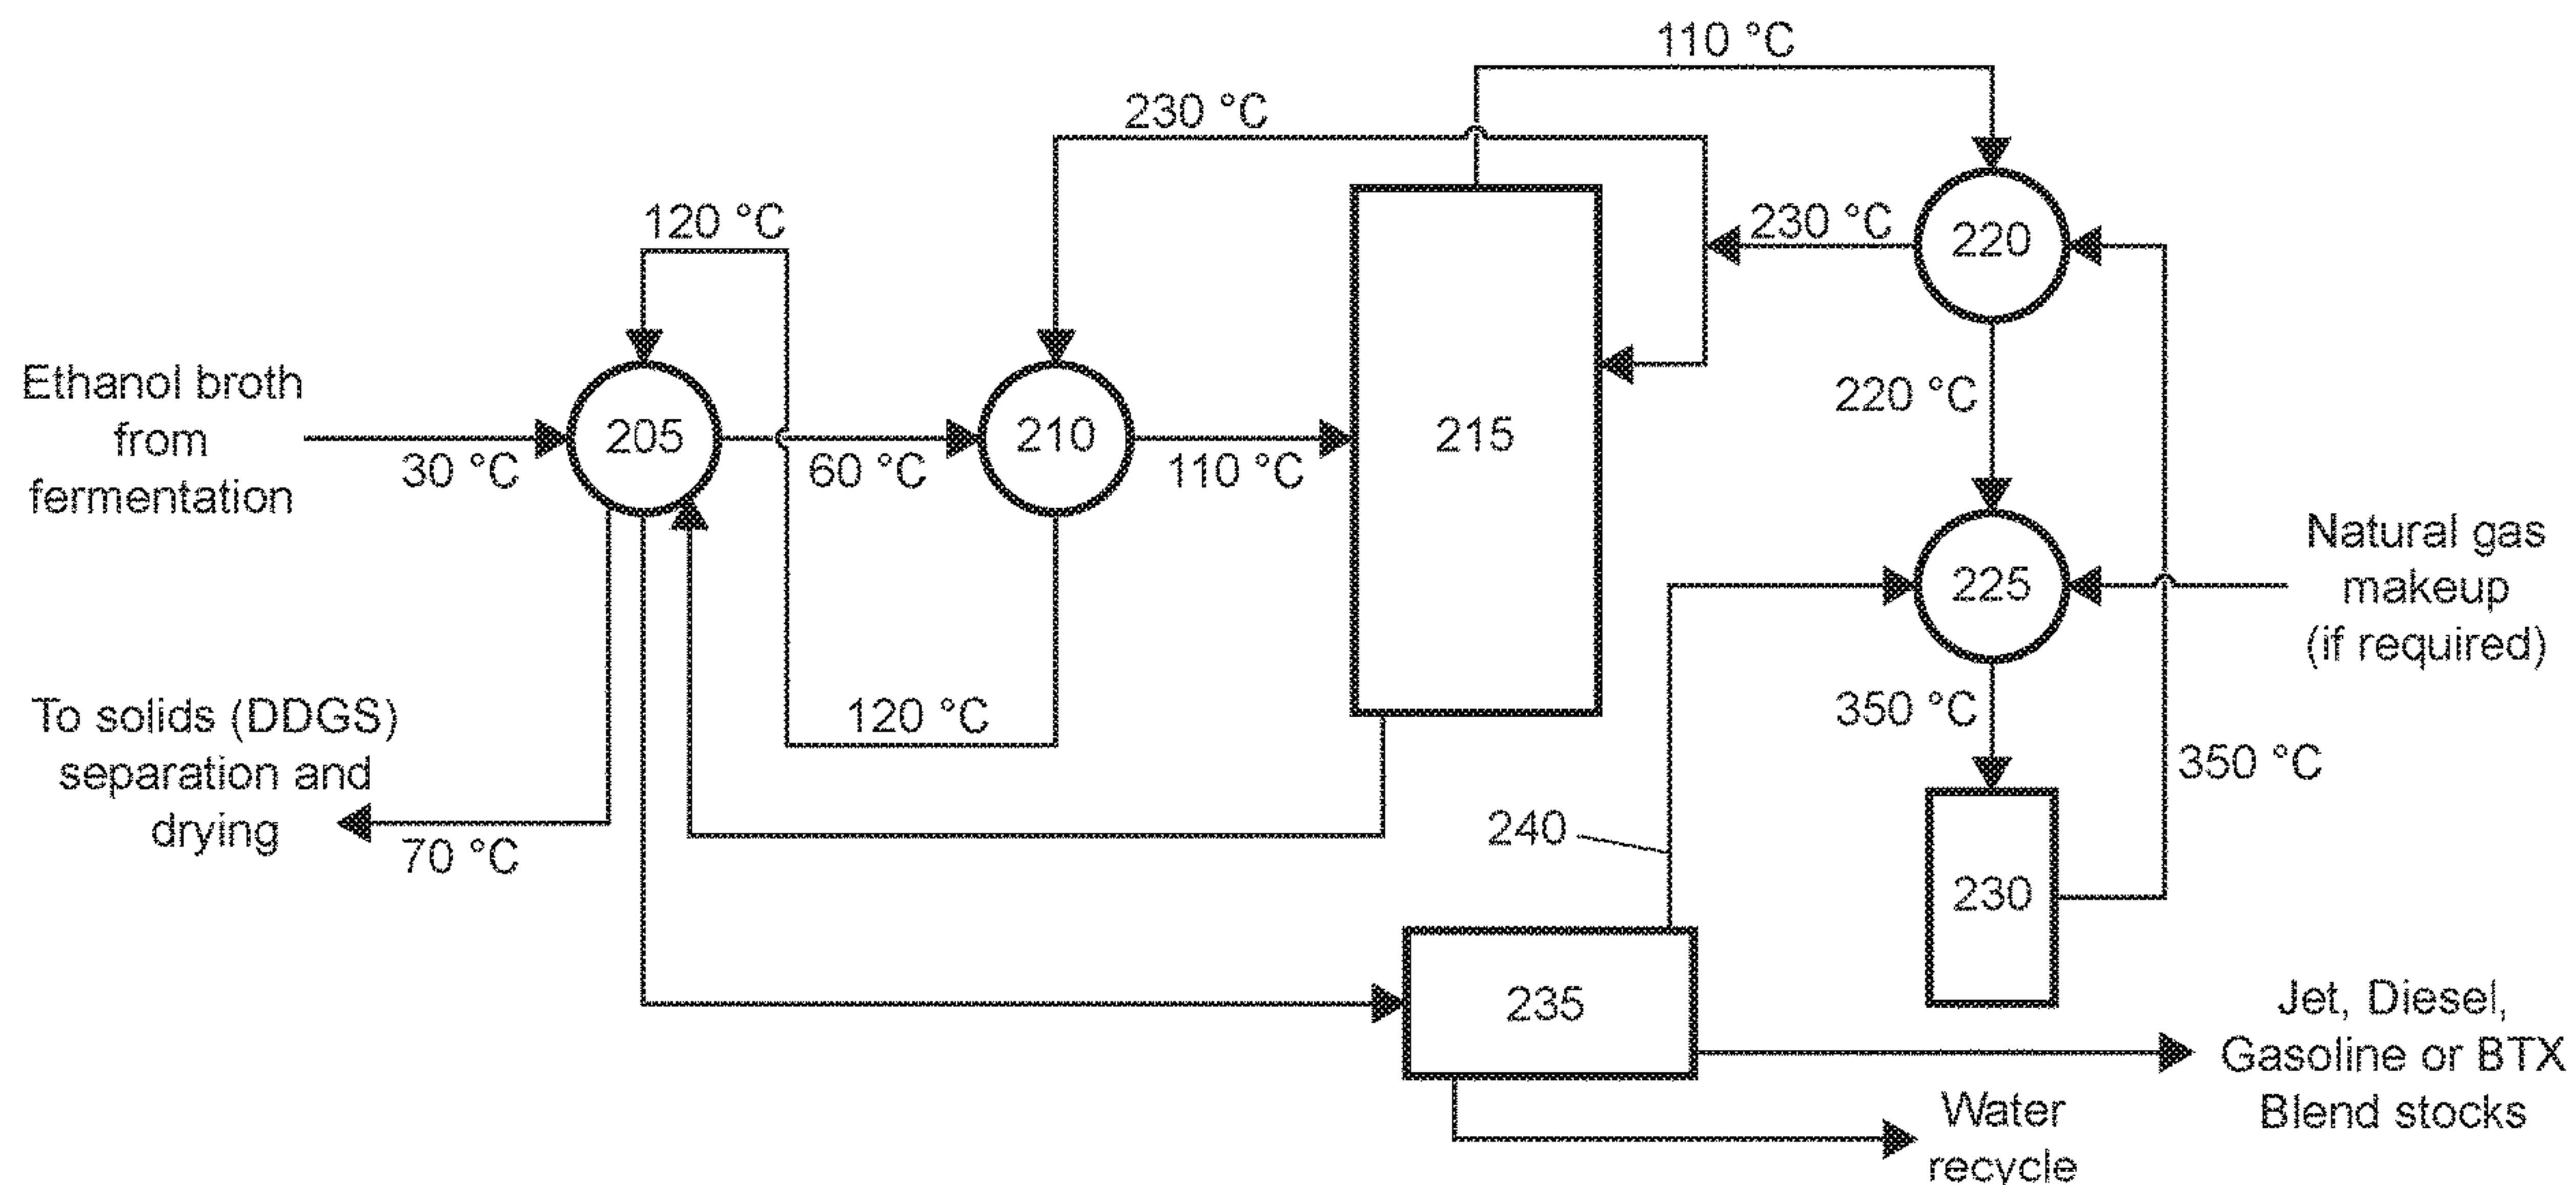 110 °C
230 °C
120 °C
230 °C
220
Ethanol broth
from
fermentation
30 °C
205
60 °C
210
110 °C
215
220 °C
225
Natural gas
makeup
(if required)
To solids (DDGS)
separation and
drying
70 °C
120 °C
350 °C
350 °C
240
230
235
Jet, Diesel,
Gasoline or BTX
Blend stocks
Water
recycle